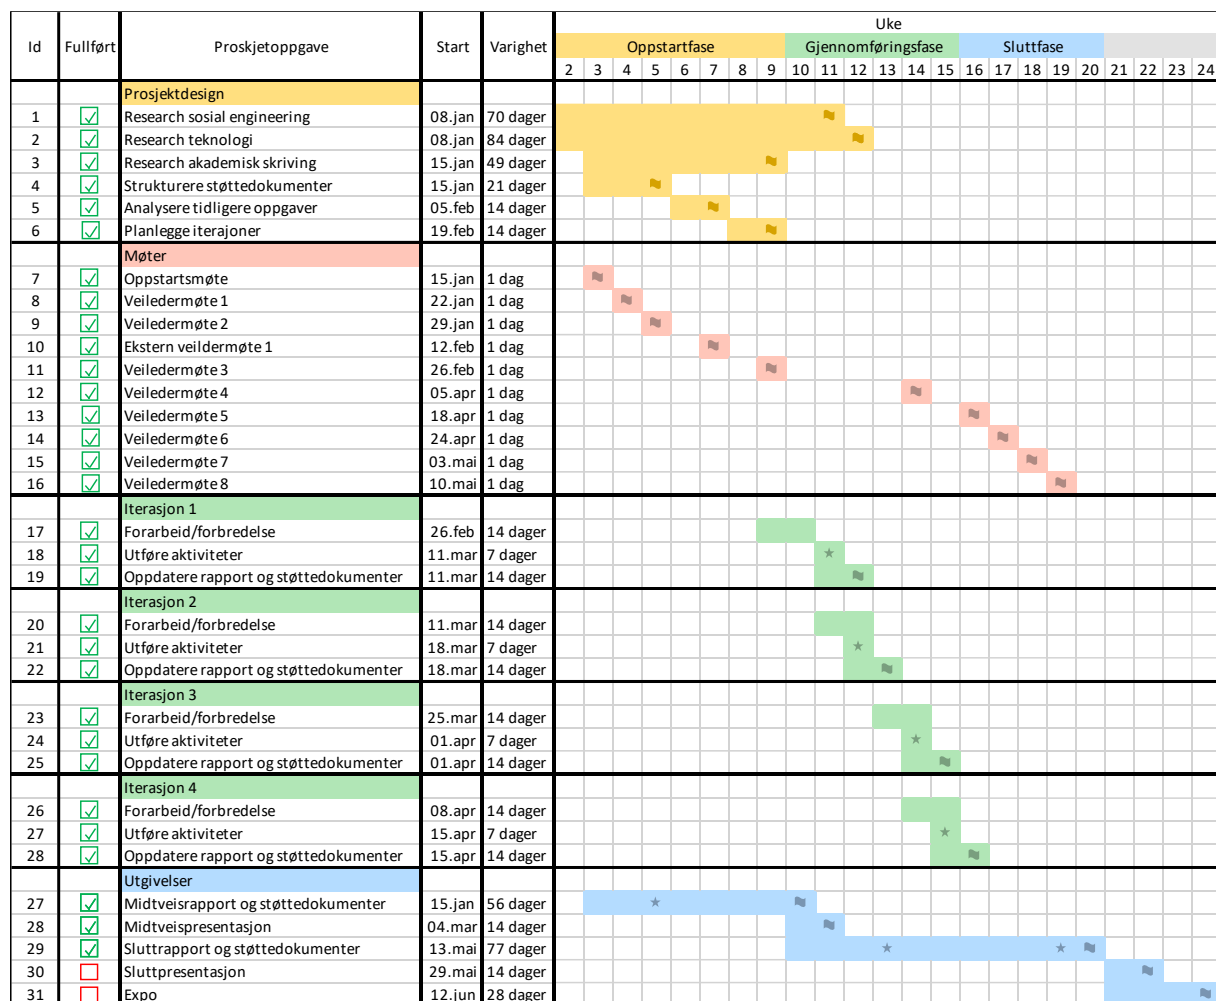 Uke
Id Fullført Proskjetoppgave Start Varighet Oppstartfase Gjennomføringsfase Sluttfase
2 3 4 5 6 7 8 9 10 11 12 13 14 15 16 17 18 19 20 21 22 23 24
Prosjektdesign
1 Research sosial engineering 08.jan 70 dager
2 Research teknologi 08.jan 84 dager
3 Research akademisk skriving 15.jan 49 dager
4 Strukturere støttedokumenter 15.jan 21 dager
5 Analysere tidligere oppgaver 05.feb 14 dager
6 Planlegge iterajoner 19.feb 14 dager
Møter
7 Oppstartsmøte 15.jan 1 dag
8 Veiledermøte 1 22.jan 1 dag
9 Veiledermøte 2 29.jan 1 dag
10 Ekstern veildermøte 1 12.feb 1 dag
11 Veiledermøte 3 26.feb 1 dag
12 Veiledermøte 4 05.apr 1 dag
13 Veiledermøte 5 18.apr 1 dag
14 Veiledermøte 6 24.apr 1 dag
15 Veiledermøte 7 03.mai 1 dag
16 Veiledermøte 8 10.mai 1 dag
Iterasjon 1
17 Forarbeid/forbredelse 26.feb 14 dager
18 Utføre aktiviteter 11.mar 7 dager
19 Oppdatere rapport og støttedokumenter 11.mar 14 dager
Iterasjon 2
20 Forarbeid/forbredelse 11.mar 14 dager
21 Utføre aktiviteter 18.mar 7 dager
22 Oppdatere rapport og støttedokumenter 18.mar 14 dager
Iterasjon 3
23 Forarbeid/forbredelse 25.mar 14 dager
24 Utføre aktiviteter 01.apr 7 dager
25 Oppdatere rapport og støttedokumenter 01.apr 14 dager
Iterasjon 4
26 Forarbeid/forbredelse 08.apr 14 dager
27 Utføre aktiviteter 15.apr 7 dager
28 Oppdatere rapport og støttedokumenter 15.apr 14 dager
Utgivelser
27 Midtveisrapport og støttedokumenter 15.jan 56 dager
28 Midtveispresentasjon 04.mar 14 dager
29 Sluttrapport og støttedokumenter 13.mai 77 dager
30 Sluttpresentasjon 29.mai 14 dager
31 Expo 12.jun 28 dager